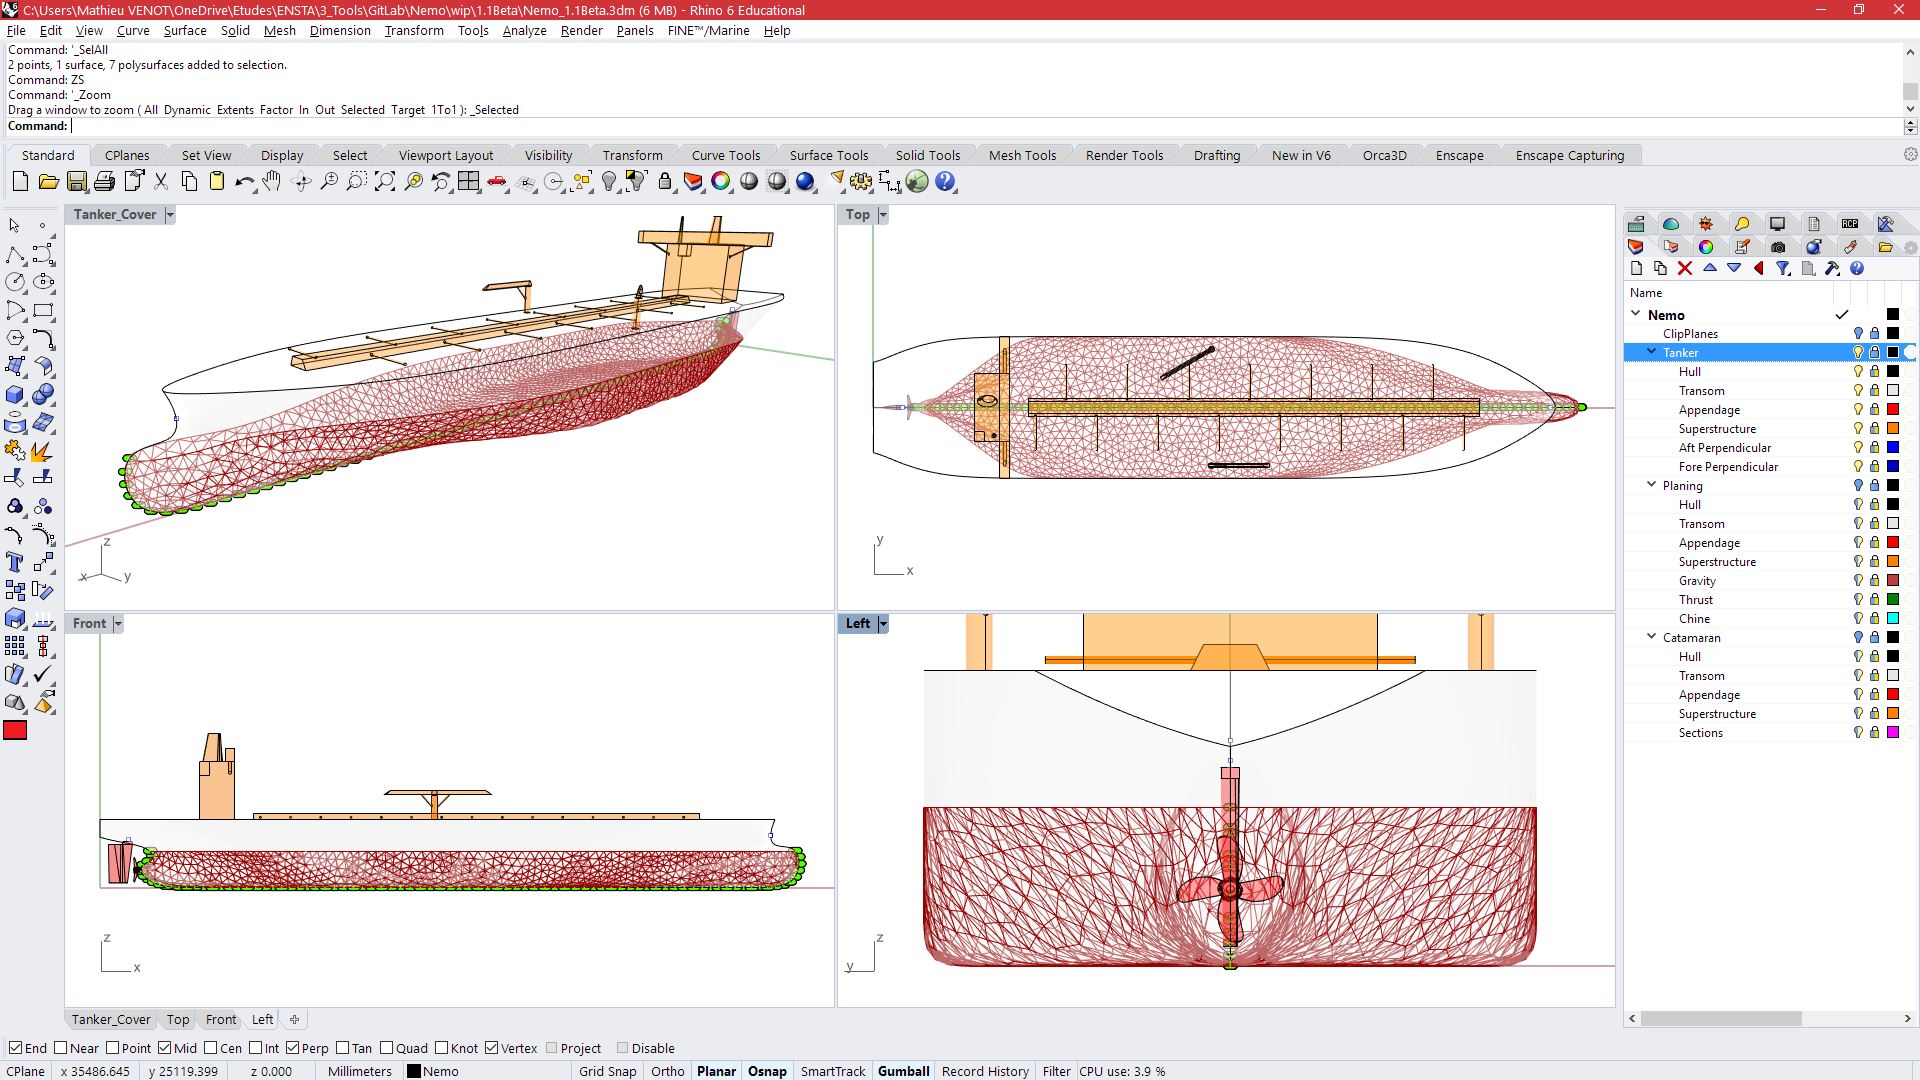 C:\Users\Mathieu VENOT\OneDrive\Etudes\ENSTA\3_Tools\GitLab\Nemo\wip\1.1Beta\Nemo_1.1Beta.3dm (6 MB) - Rhino 6 Educational
File Edit View Curve Surface Solid Mesh Dimension Transform Tools Analyze Render Panels FINE™/Marine Help
Command: '_SelAll
2 points, 1 surface, 7 polysurfaces added to selection.
Command: ZS
Command: '_Zoom
Drag a window to zoom ( All Dynamic Extents Factor In Out Selected Target 1To1 ): _Selected
Command:
Standard CPlanes Set View Display Select Viewport Layout Visibility Transform Curve Tools Surface Tools Solid Tools Mesh Tools Render Tools Drafting New in V6 Orca3D Enscape Enscape Capturing
Tanker_Cover
z
x y
Top
y
x
Front
z
x
Left
z
y
RCP
Name
Nemo
ClipPlanes
Tanker
Hull
Transom
Appendage
Superstructure
Aft Perpendicular
Fore Perpendicular
Planing
Hull
Transom
Appendage
Superstructure
Gravity
Thrust
Chine
Catamaran
Hull
Transom
Appendage
Superstructure
Sections
Tanker_Cover Top Front Left
End Near Point Mid Cen Int Perp Tan Quad Knot Vertex Project Disable
CPlane x 35486.645 y 25119.399 z 0.000 Millimeters Nemo Grid Snap Ortho Planar Osnap SmartTrack Gumball Record History Filter CPU use: 3.9 %